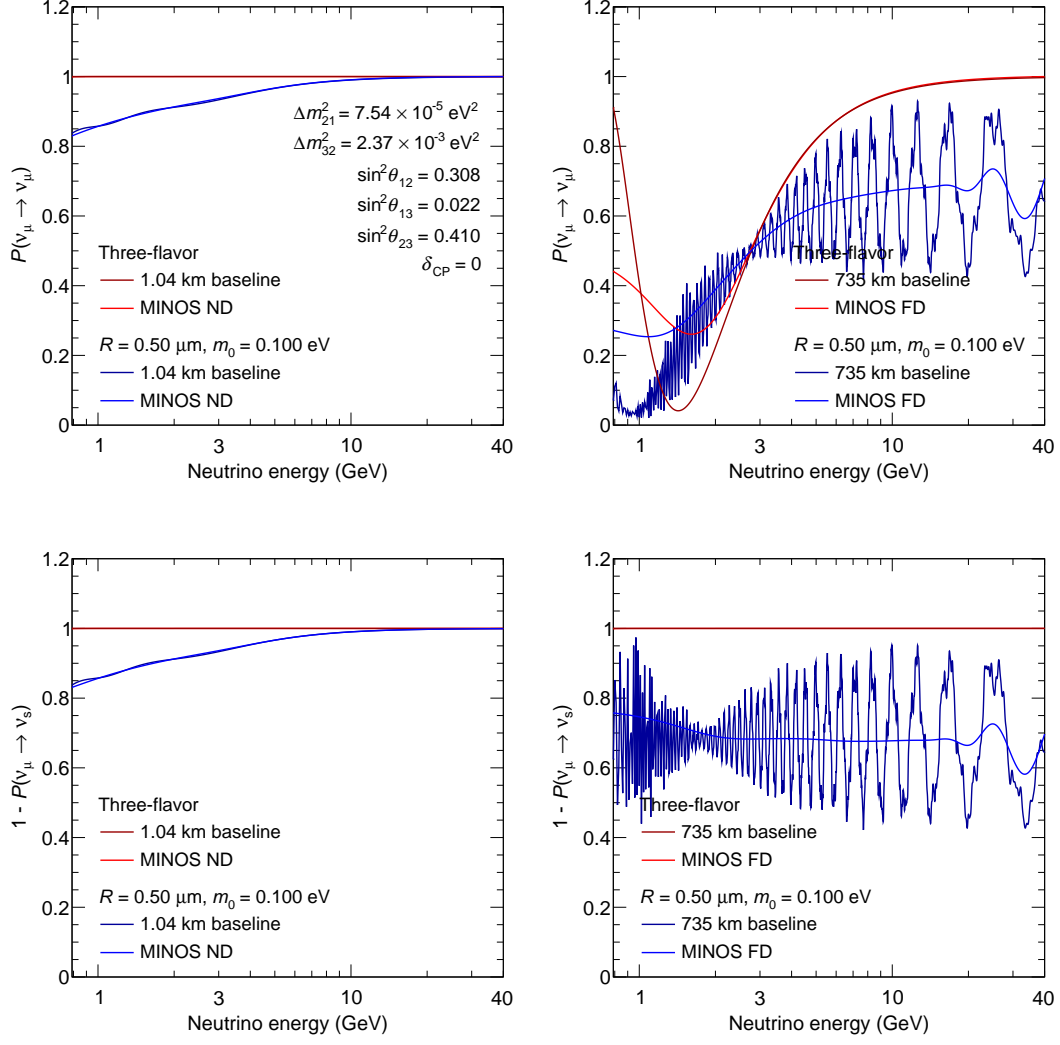 1.2
1
0.8
0.6
0.4
0.2
0
P(νμ → νμ)
Δm²₂₁ = 7.54 × 10⁻⁵ eV²
Δm²₃₂ = 2.37 × 10⁻³ eV²
sin²θ₁₂ = 0.308
sin²θ₁₃ = 0.022
sin²θ₂₃ = 0.410
δCP = 0
Three-flavor
1.04 km baseline
MINOS ND
R = 0.50 μm, m₀ = 0.100 eV
1.04 km baseline
MINOS ND
1 10 40
Neutrino energy (GeV)
1.2
1
0.8
0.6
0.4
0.2
0
P(νμ → νμ)
Three-flavor
735 km baseline
MINOS FD
R = 0.50 μm, m₀ = 0.100 eV
735 km baseline
MINOS FD
1 3 10 40
Neutrino energy (GeV)
1.2
1
0.8
0.6
0.4
0.2
0
1 - P(νμ → νs)
Three-flavor
1.04 km baseline
MINOS ND
R = 0.50 μm, m₀ = 0.100 eV
1.04 km baseline
MINOS ND
1 10 40
Neutrino energy (GeV)
1.2
1
0.8
0.6
0.4
0.2
0
1 - P(νμ → νs)
Three-flavor
735 km baseline
MINOS FD
R = 0.50 μm, m₀ = 0.100 eV
735 km baseline
MINOS FD
1 3 10 40
Neutrino energy (GeV)